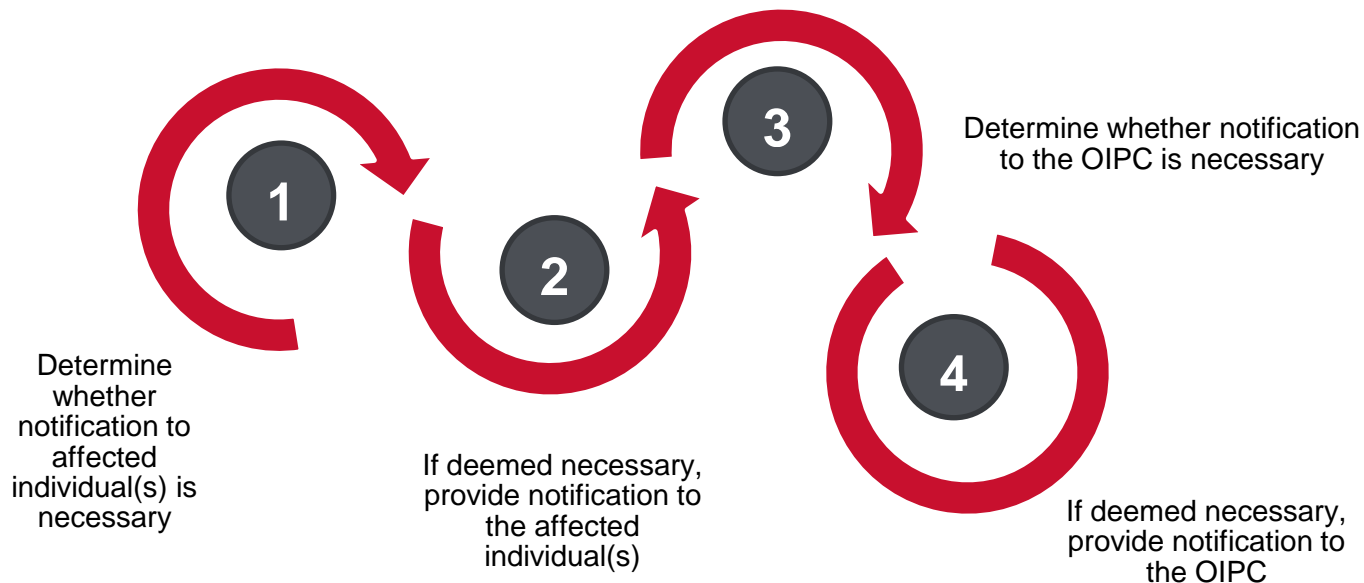 1
Determine
whether
notification to
affected
individual(s) is
necessary
2
If deemed necessary,
provide notification to
the affected
individual(s)
3
Determine whether notification
to the OIPC is necessary
4
If deemed necessary,
provide notification to
the OIPC